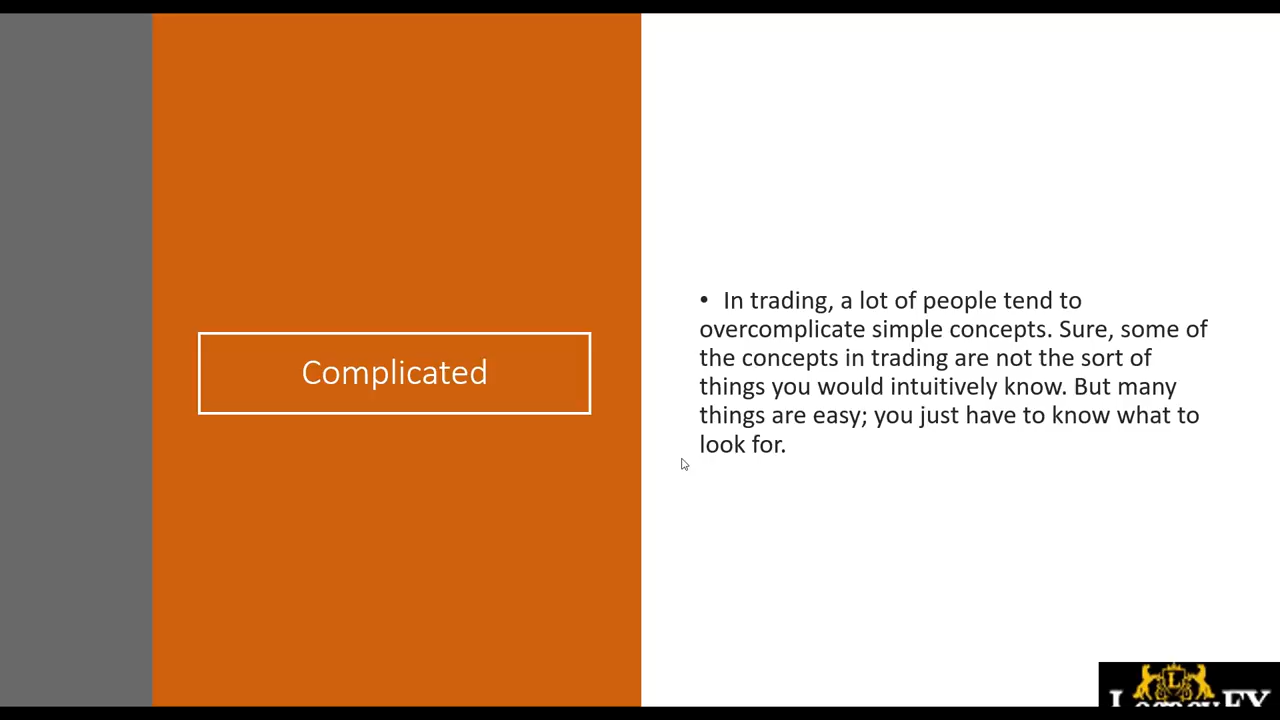 Complicated
• In trading, a lot of people tend to
overcomplicate simple concepts. Sure, some of
the concepts in trading are not the sort of
things you would intuitively know. But many
things are easy; you just have to know what to
look for.
L